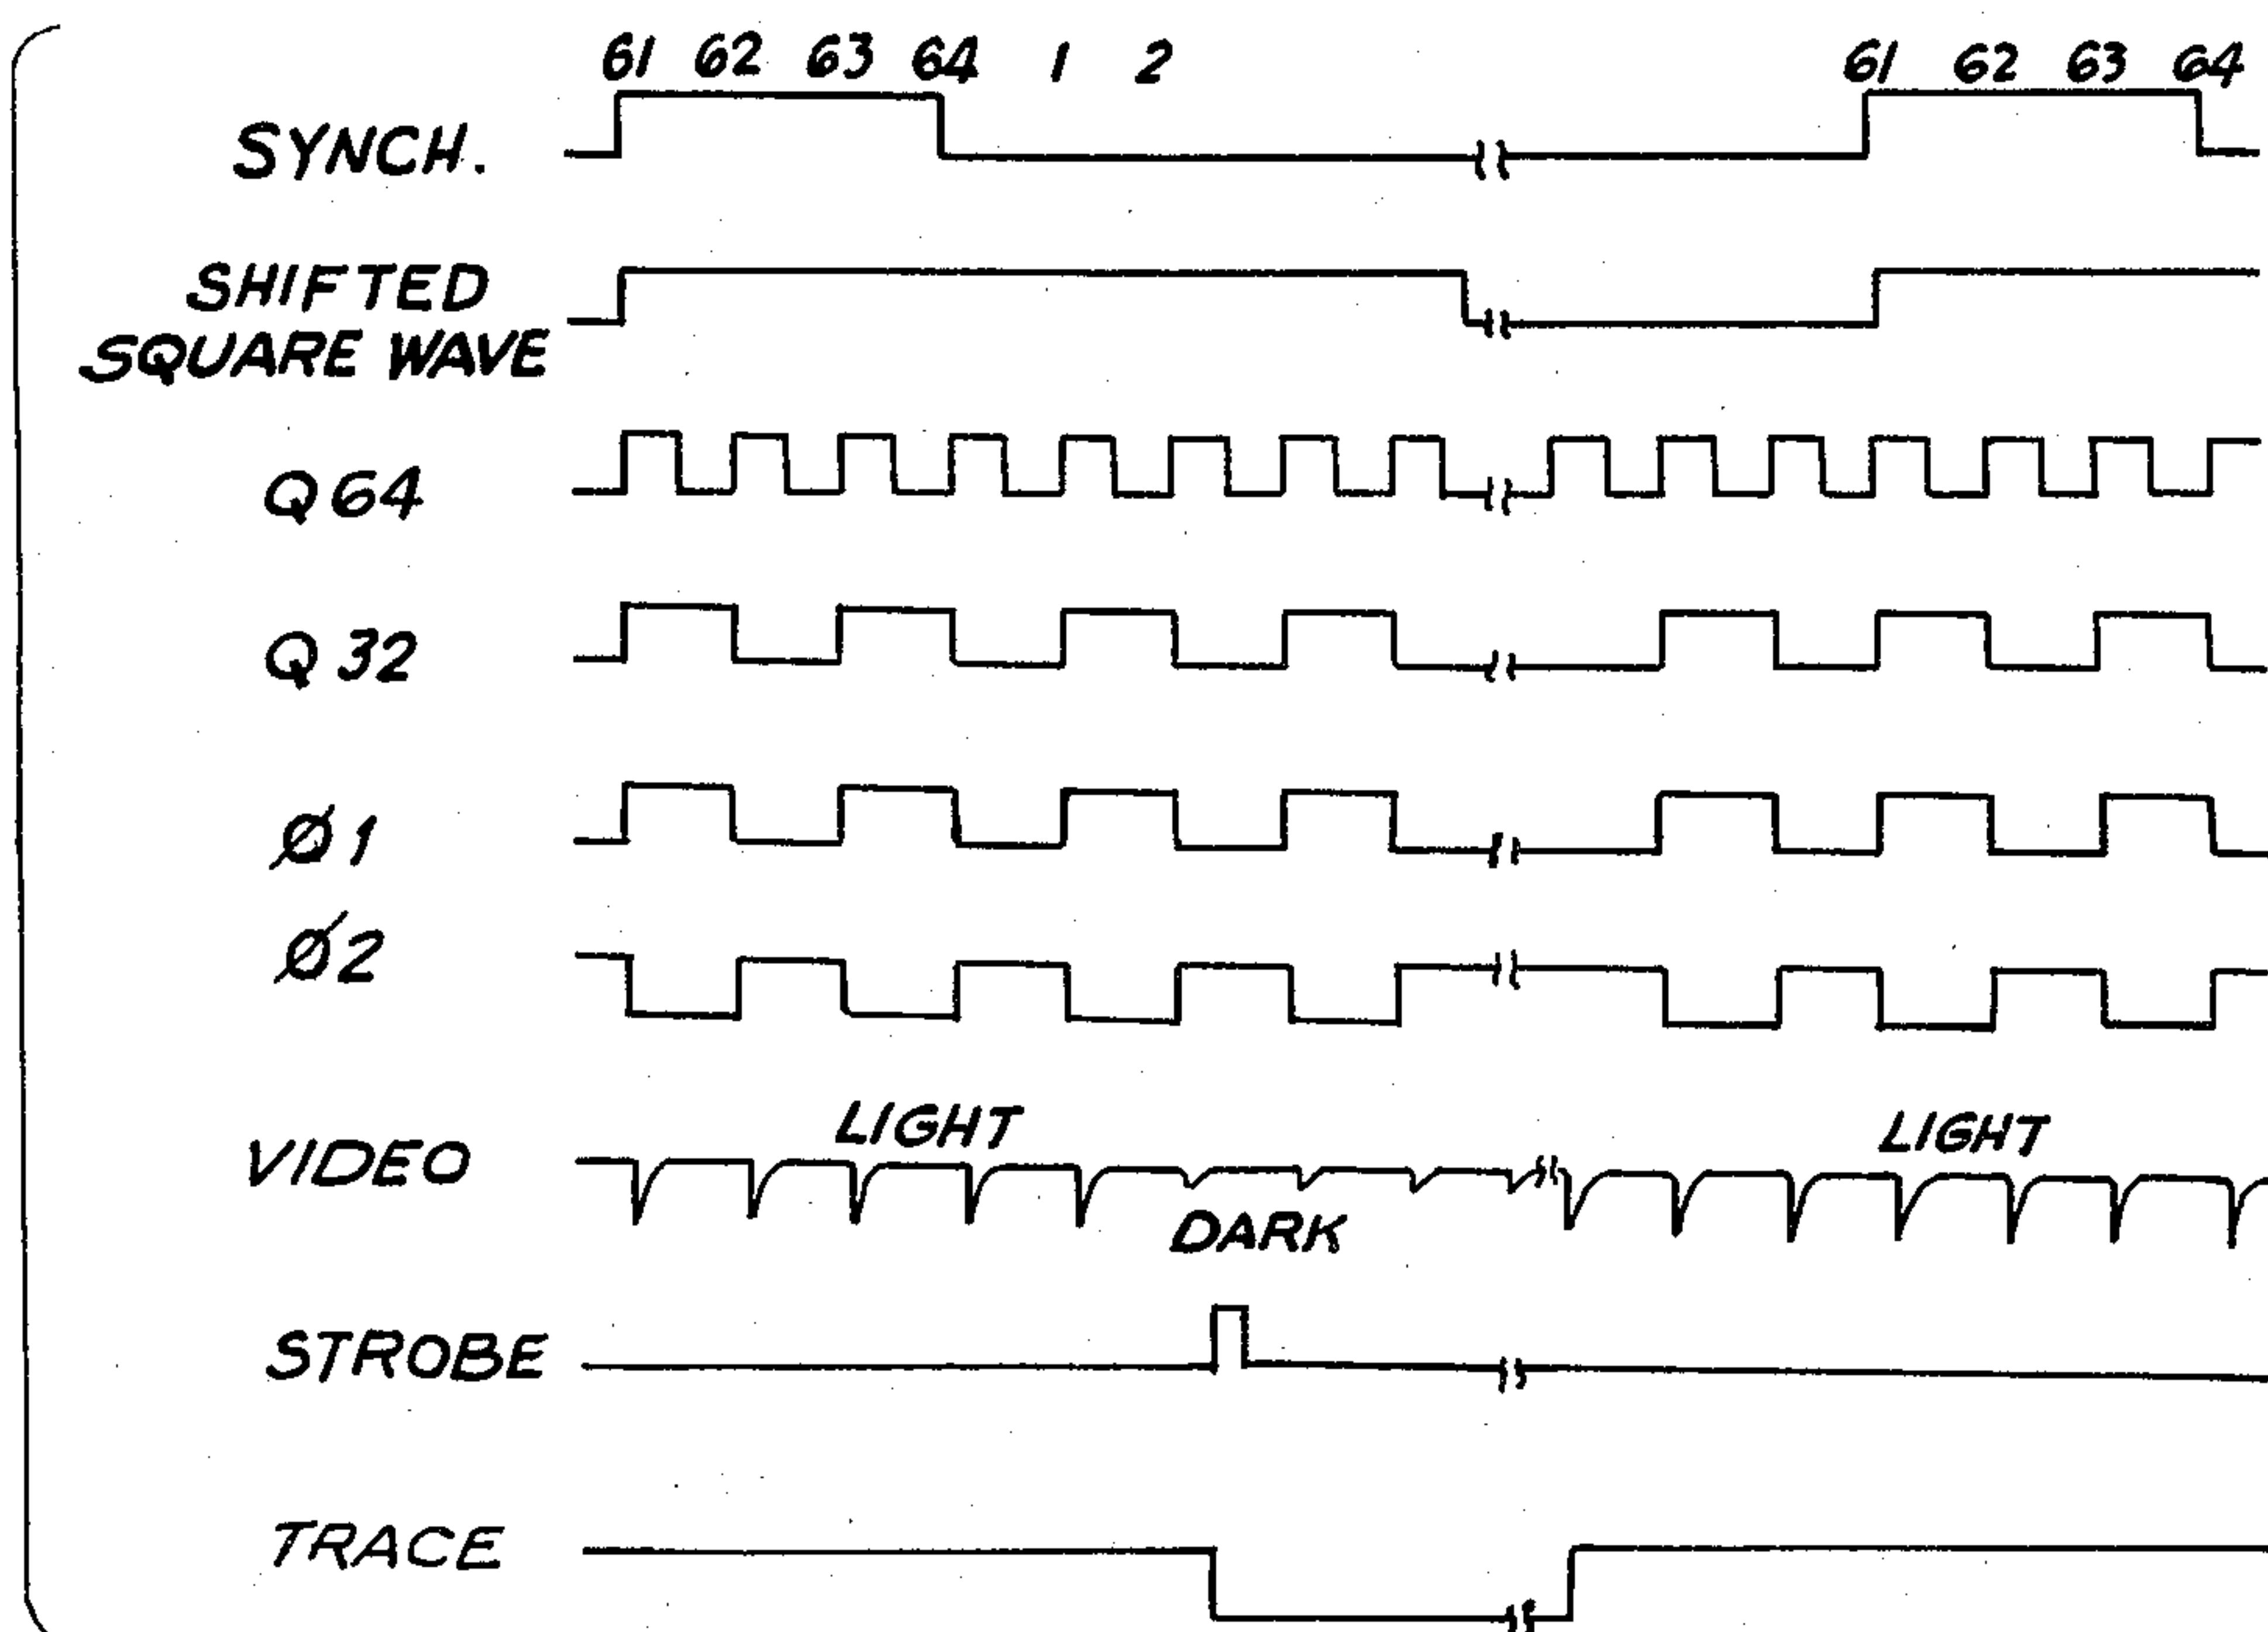 61 62 63 64 1 2 61 62 63 64
SYNCH.
SHIFTED
SQUARE WAVE
Q64
Q32
Ø1
Ø2
LIGHT LIGHT
VIDEO
DARK
STROBE
TRACE